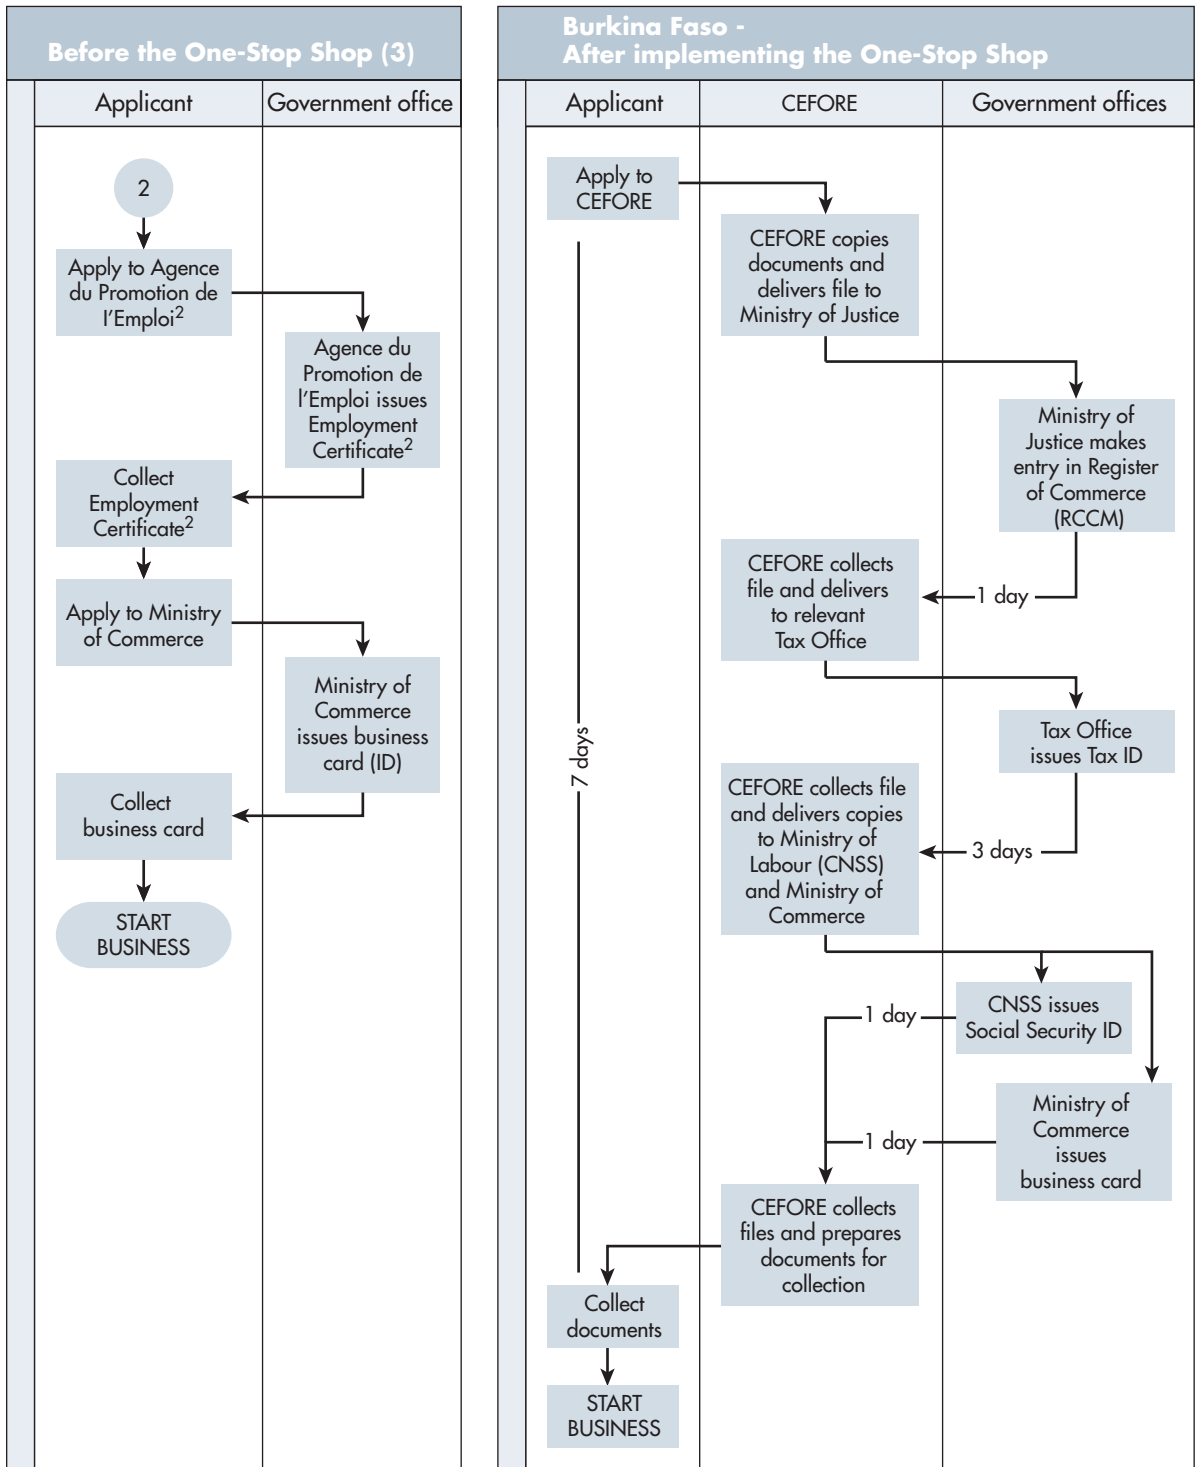 Before the One-Stop Shop (3)
Applicant
Government office
2
Apply to Agence
du Promotion de
l'Emploi2
Agence du
Promotion de
l'Emploi issues
Employment
Certificate2
Collect
Employment
Certificate2
Apply to Ministry
of Commerce
Ministry of
Commerce
issues business
card (ID)
Collect
business card
START
BUSINESS
Burkina Faso -
After implementing the One-Stop Shop
Applicant
CEFORE
Government offices
Apply to
CEFORE
CEFORE copies
documents and
delivers file to
Ministry of Justice
Ministry of
Justice makes
entry in Register
of Commerce
(RCCM)
1 day
CEFORE collects
file and delivers
to relevant
Tax Office
Tax Office
issues Tax ID
3 days
CEFORE collects file
and delivers copies
to Ministry of
Labour (CNSS)
and Ministry of
Commerce
CNSS issues
Social Security ID
1 day
Ministry of
Commerce
issues
business card
1 day
CEFORE collects
files and prepares
documents for
collection
7 days
Collect
documents
START
BUSINESS